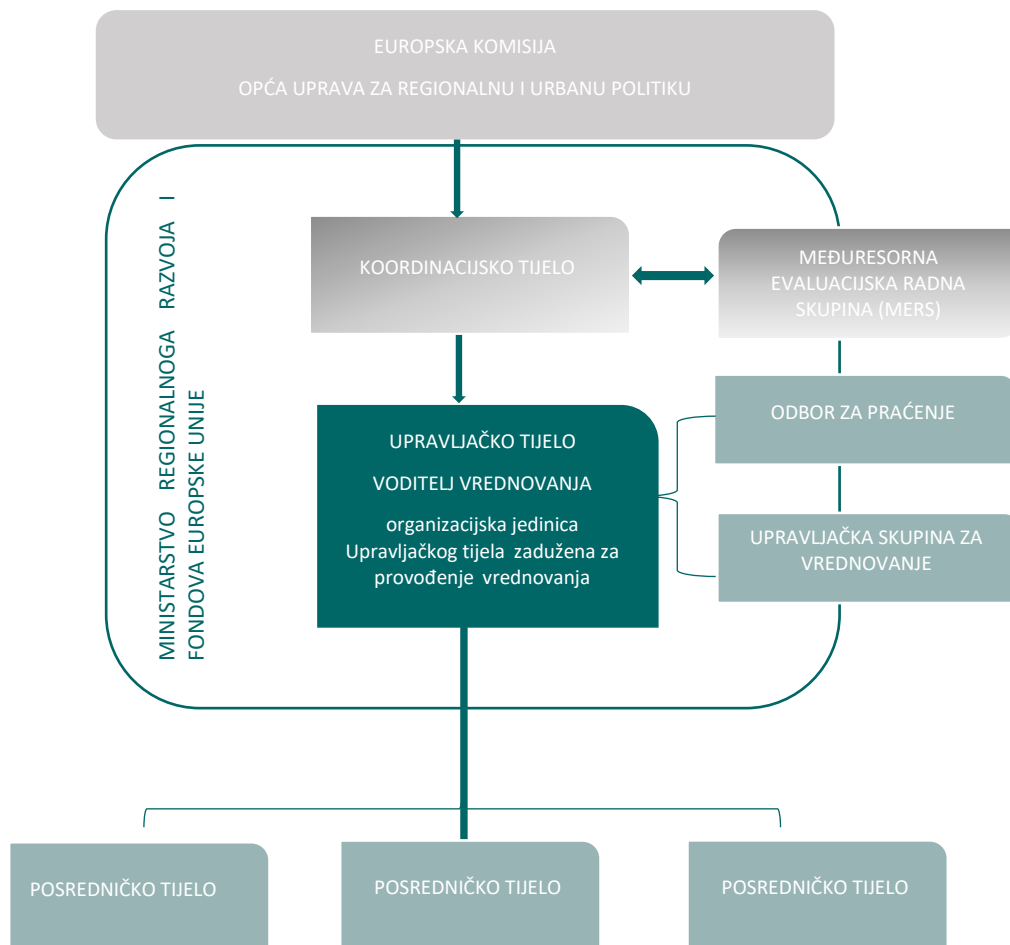 EUROPSKA KOMISIJA
OPĆA UPRAVA ZA REGIONALNU I URBANU POLITIKU
MINISTARSTVO REGIONALNOGA RAZVOJA I
FONDOVA EUROPSKE UNIJE
KOORDINACIJSKO TIJELO
MEĐURESORNA
EVALUACIJSKA RADNA
SKUPINA (MERS)
UPRAVLJAČKO TIJELO
VODITELJ VREDNOVANJA
organizacijska jedinica
Upravljačkog tijela zadužena za
provođenje vrednovanja
ODBOR ZA PRAĆENJE
UPRAVLJAČKA SKUPINA ZA
VREDNOVANJE
POSREDNIČKO TIJELO
POSREDNIČKO TIJELO
POSREDNIČKO TIJELO